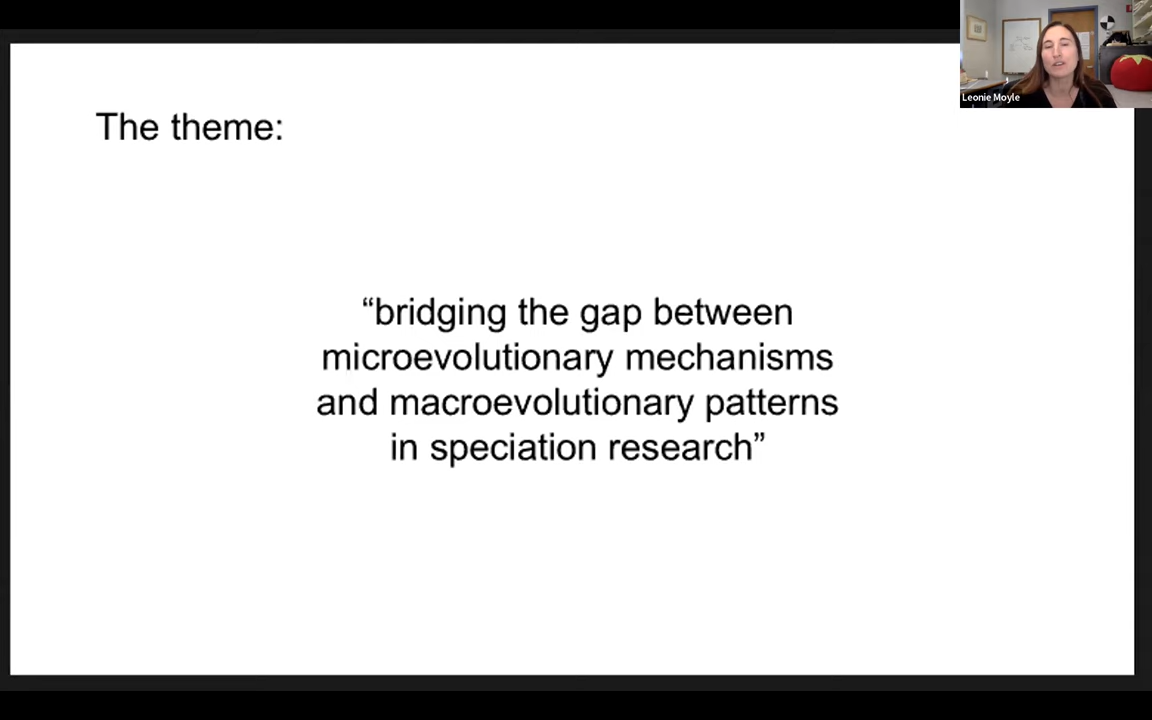 Leonie Moyle
The theme:
“bridging the gap between
microevolutionary mechanisms
and macroevolutionary patterns
in speciation research”